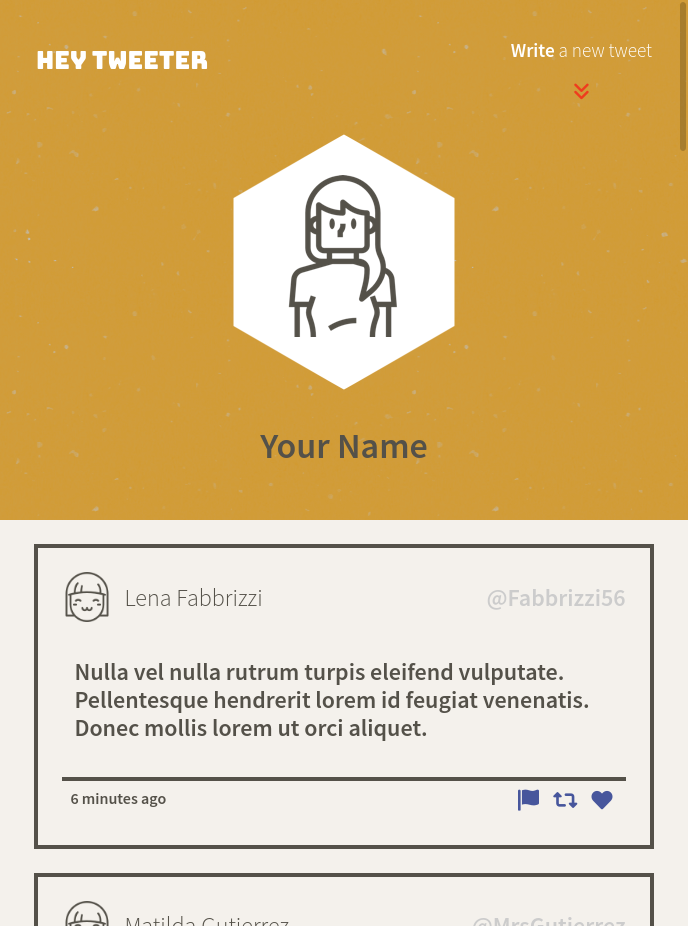 HEY TWEETER
Write a new tweet
Your Name
Lena Fabbrizzi
@Fabbrizzi56
Nulla vel nulla rutrum turpis eleifend vulputate.
Pellentesque hendrerit lorem id feugiat venenatis.
Donec mollis lorem ut orci aliquet.
6 minutes ago
Matilda Gutierrez
@MrsGutierrez